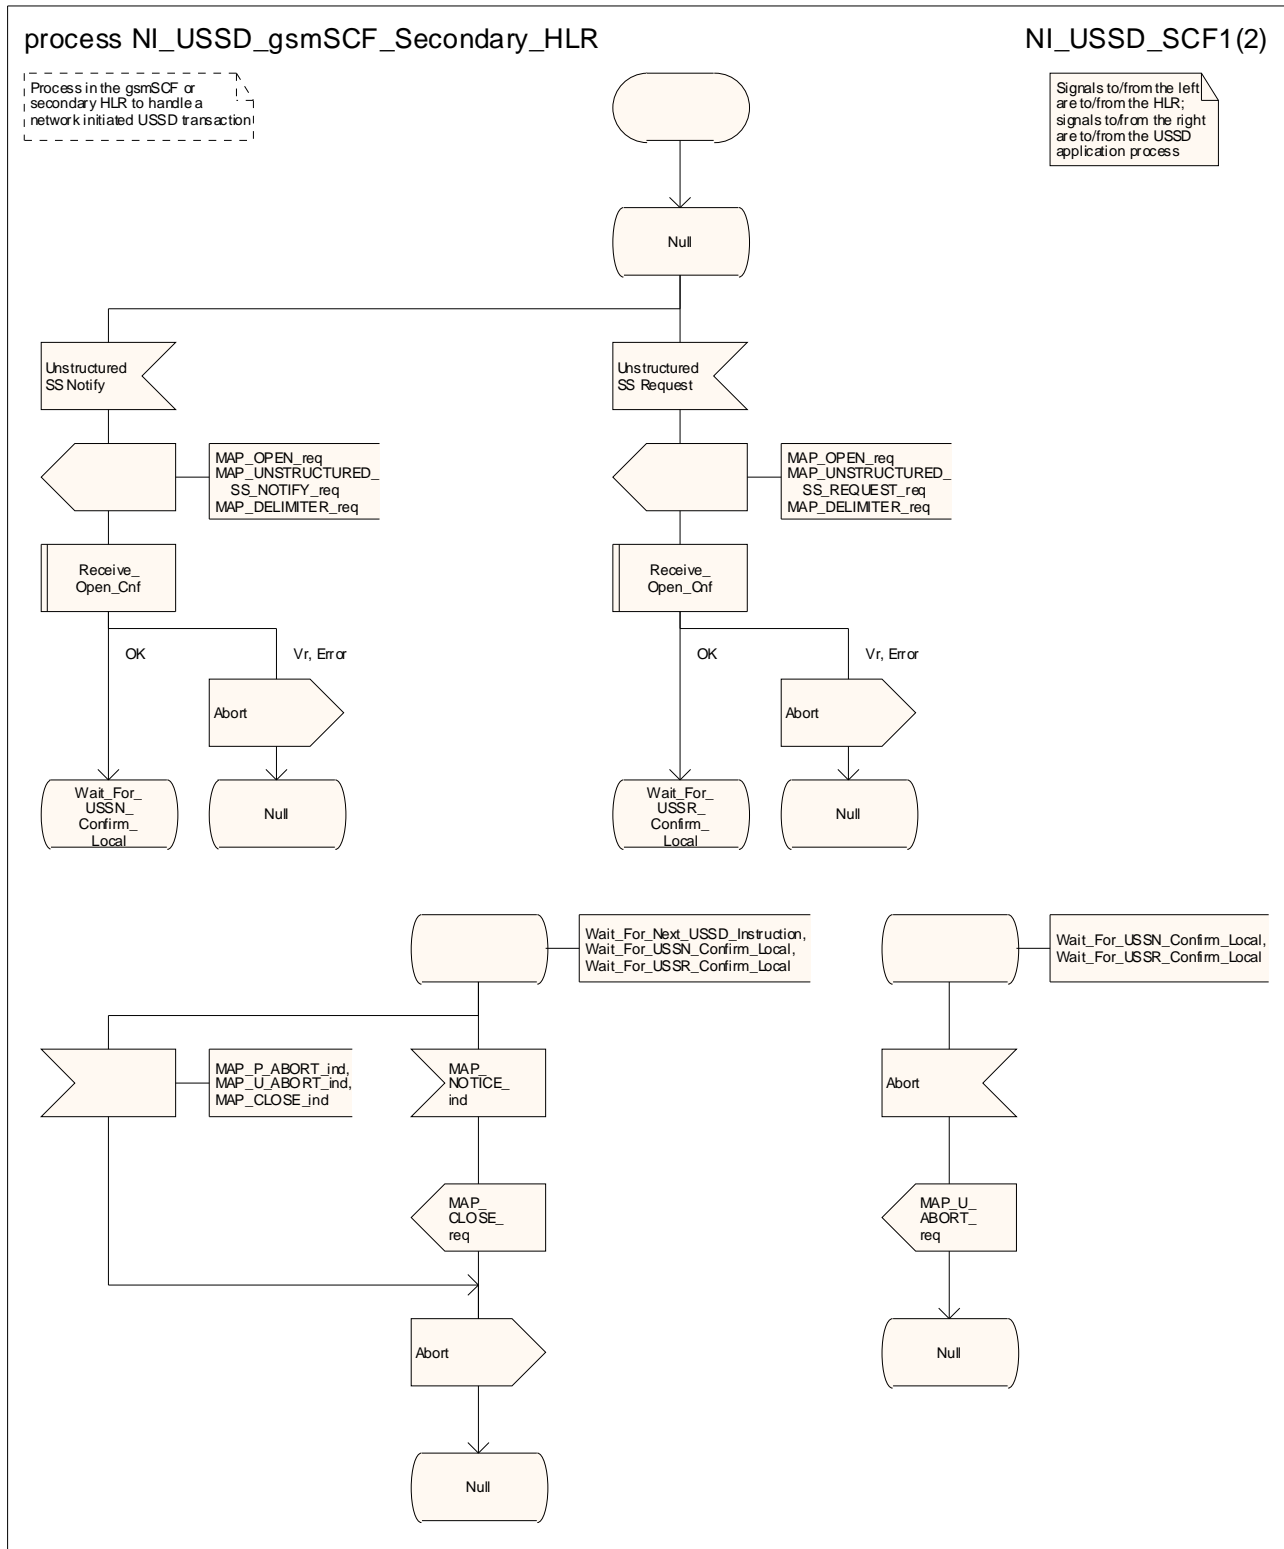 process NI_USSD_gsmSCF_Secondary_HLR
NI_USSD_SCF1(2)
Process in the gsmSCF or
secondary HLR to handle a
network initiated USSD transaction
Signals to/from the left
are to/from the HLR;
signals to/from the right
are to/from the USSD
application process
Null
Unstructured
SS Notify
MAP_OPEN_req
MAP_UNSTRUCTURED_
SS_NOTIFY_req
MAP_DELIMITER_req
Unstructured
SS Request
MAP_OPEN_req
MAP_UNSTRUCTURED_
SS_REQUEST_req
MAP_DELIMITER_req
Receive_
Open_Cnf
Receive_
Open_Cnf
OK
Vr, Error
OK
Vr, Error
Abort
Abort
Wait_For_
USSN_
Confirm_
Local
Null
Wait_For_
USSR_
Confirm_
Local
Null
Wait_For_Next_USSD_Instruction,
Wait_For_USSN_Confirm_Local,
Wait_For_USSR_Confirm_Local
Wait_For_USSN_Confirm_Local,
Wait_For_USSR_Confirm_Local
MAP_P_ABORT_ind,
MAP_U_ABORT_ind,
MAP_CLOSE_ind
MAP_
NOTICE_
ind
Abort
MAP_
CLOSE_
req
MAP_U_
ABORT_
req
Abort
Null
Null